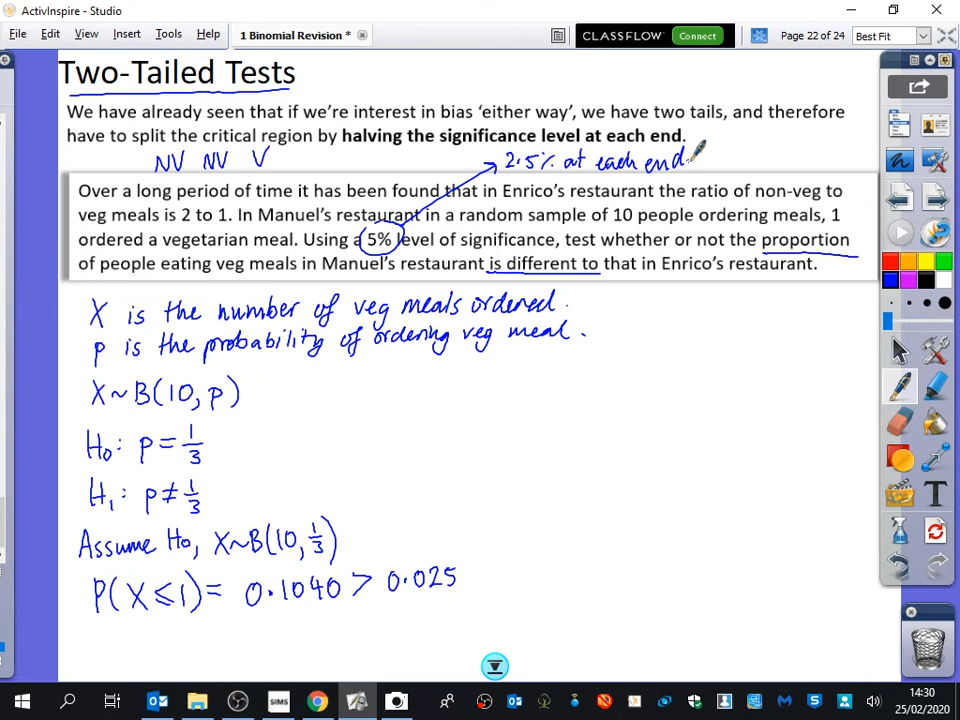 ActivInspire - Studio
File Edit View Insert Tools Help
1 Binomial Revision *
CLASSFLOW Connect
Page 22 of 24
Best Fit
Two-Tailed Tests
We have already seen that if we're interest in bias 'either way', we have two tails, and therefore
have to split the critical region by halving the significance level at each end.
NV NV V
2.5% at each end.
Over a long period of time it has been found that in Enrico's restaurant the ratio of non-veg to
veg meals is 2 to 1. In Manuel's restaurant in a random sample of 10 people ordering meals, 1
ordered a vegetarian meal. Using a 5% level of significance, test whether or not the proportion
of people eating veg meals in Manuel's restaurant is different to that in Enrico's restaurant.
X is the number of veg meals ordered.
p is the probability of ordering veg meal.
X~B(10, p)
H₀: p = 1/3
H₁: p ≠ 1/3
Assume H₀, X~B(10, 1/3)
P(X ≤ 1) = 0.1040 > 0.025
SIMS
14:30
25/02/2020